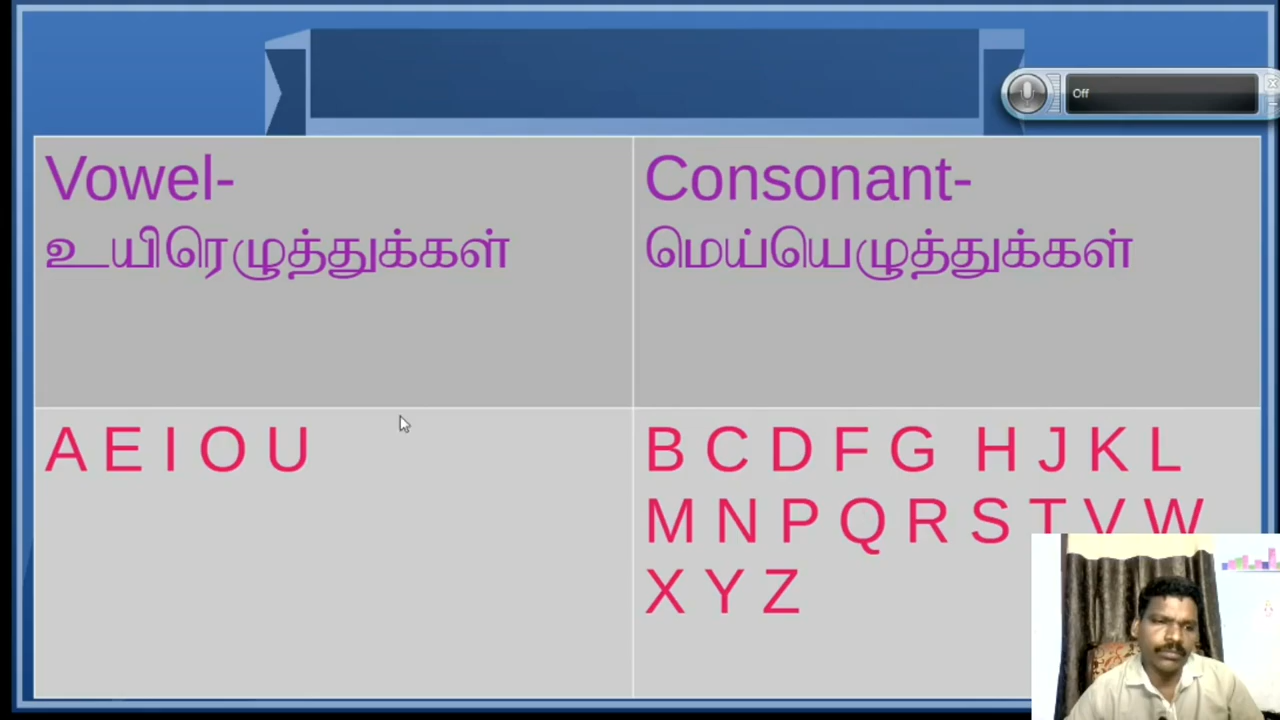 Off
Vowel-
உயிரெழுத்துக்கள்
Consonant-
மெய்யெழுத்துக்கள்
A E I O U
B C D F G H J K L
M N P Q R S T V W
X Y Z